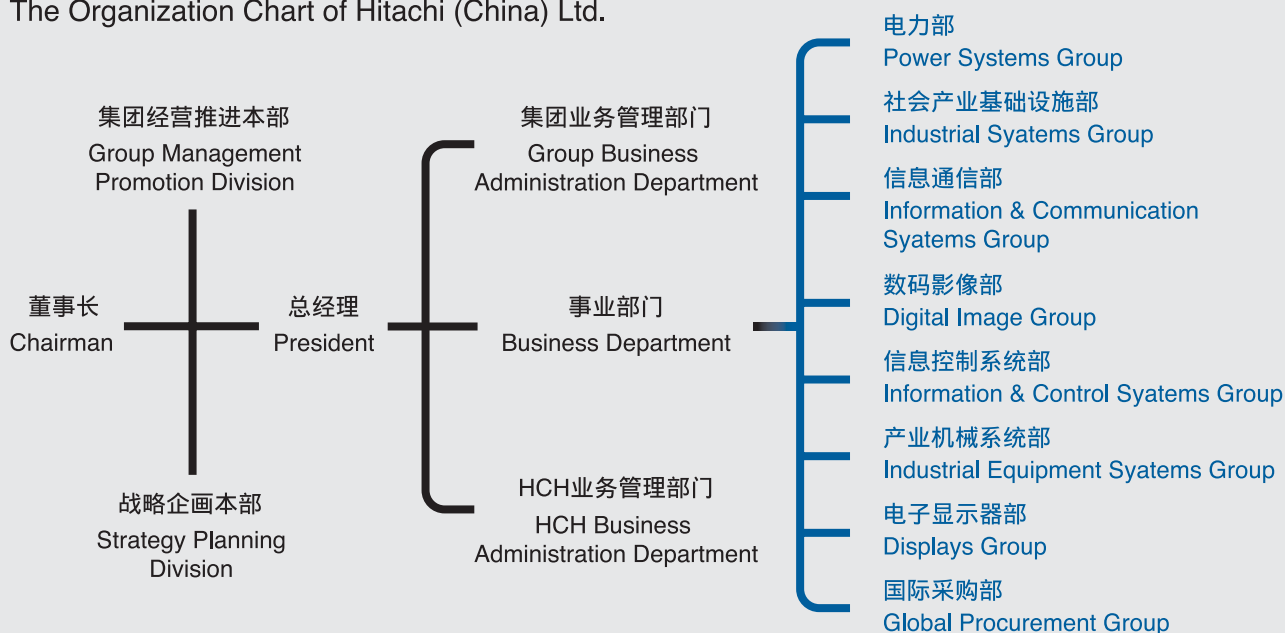 The Organization Chart of Hitachi (China) Ltd.
集团经营推进本部
Group Management
Promotion Division
董事长
Chairman
总经理
President
战略企画本部
Strategy Planning
Division
集团业务管理部门
Group Business
Administration Department
事业部门
Business Department
HCH业务管理部门
HCH Business
Administration Department
电力部
Power Systems Group
社会产业基础设施部
Industrial Syatems Group
信息通信部
Information & Communication
Syatems Group
数码影像部
Digital Image Group
信息控制系统部
Information & Control Syatems Group
产业机械系统部
Industrial Equipment Syatems Group
电子显示器部
Displays Group
国际采购部
Global Procurement Group